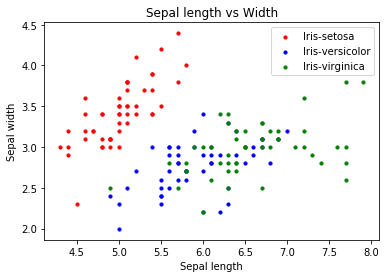 Sepal length vs Width
Iris-setosa
Iris-versicolor
Iris-virginica
Sepal width
4.5
4.0
3.5
3.0
2.5
2.0
4.5 5.0 5.5 6.0 6.5 7.0 7.5 8.0
Sepal length